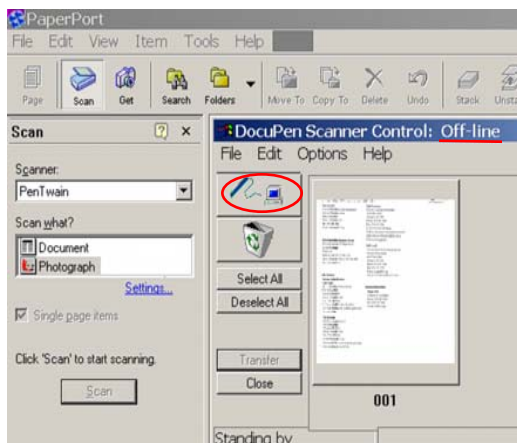 PaperPort
File Edit View Item Tools Help
Page Scan Get Search Folders Move To Copy To Delete Undo Stack Unsta
Scan
Scanner:
PenTwain
Scan what?
Document
Photograph
Settings...
Single page items
Click 'Scan' to start scanning.
Scan
DocuPen Scanner Control: Off-line
File Edit Options Help
Select All
Deselect All
Transfer
Close
001
Standing by